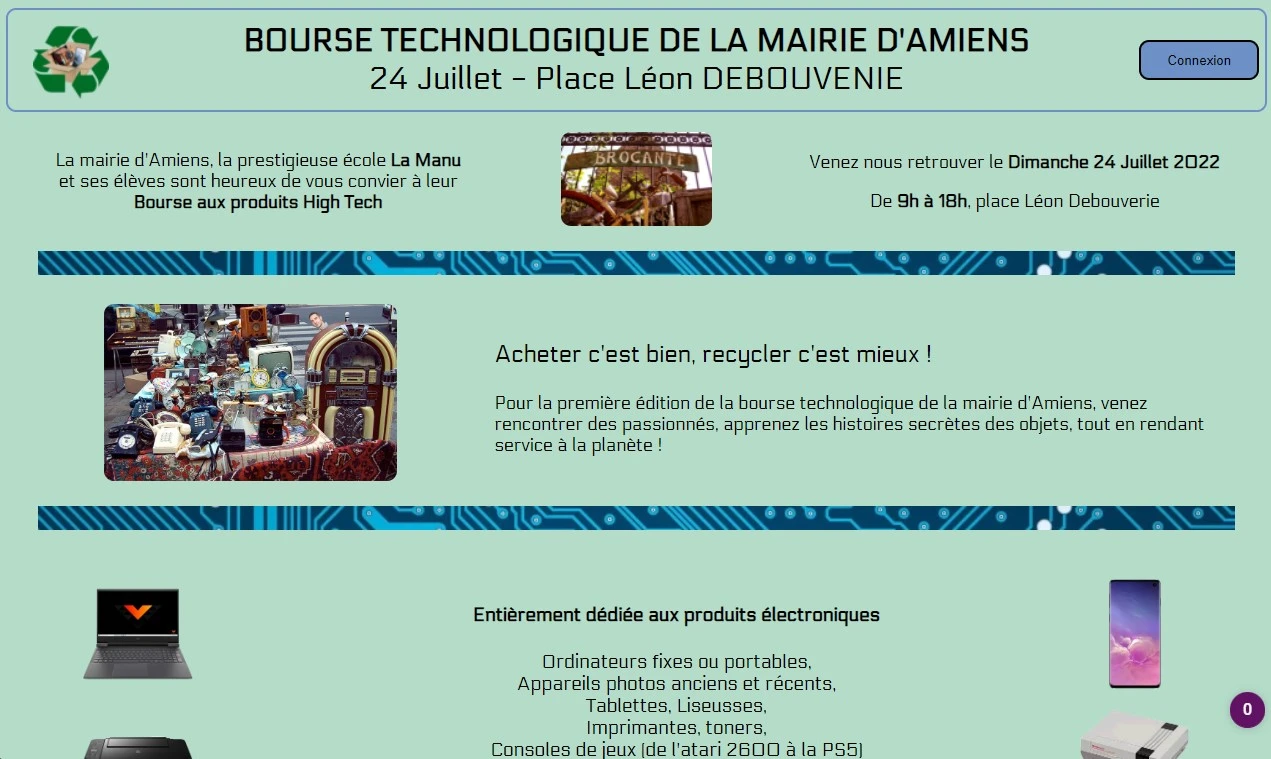 BOURSE TECHNOLOGIQUE DE LA MAIRIE D'AMIENS
24 Juillet - Place Léon DEBOUVENIE
Connexion
La mairie d'Amiens, la prestigieuse école La Manu
et ses élèves sont heureux de vous convier à leur
Bourse aux produits High Tech
BROCANTE
Venez nous retrouver le Dimanche 24 Juillet 2022
De 9h à 18h, place Léon Debouverie
Acheter c'est bien, recycler c'est mieux !
Pour la première édition de la bourse technologique de la mairie d'Amiens, venez
rencontrer des passionnés, apprenez les histoires secrètes des objets, tout en rendant
service à la planète !
Entièrement dédiée aux produits électroniques
Ordinateurs fixes ou portables,
Appareils photos anciens et récents,
Tablettes, Liseusses,
Imprimantes, toners,
Consoles de jeux (de l'atari 2600 à la PS5)
0